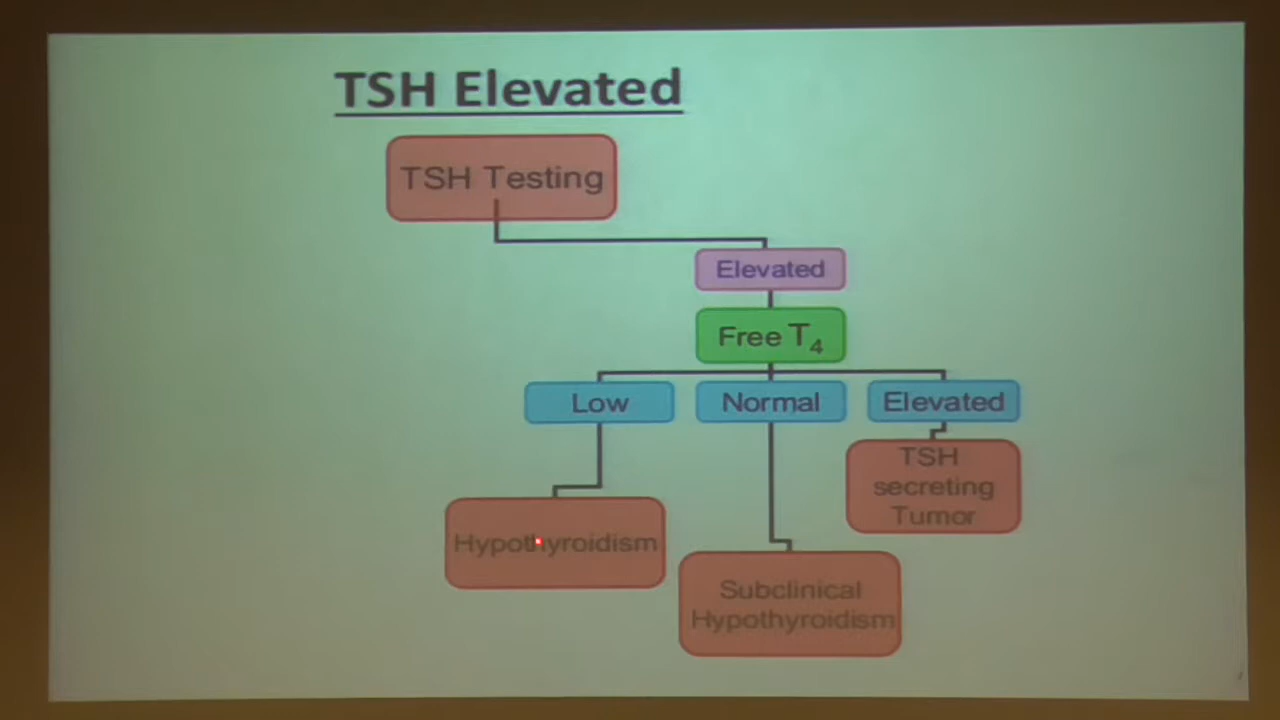 TSH Elevated
TSH Testing
Elevated
Free T₄
Low
Normal
Elevated
TSH
secreting
Tumor
Hypothyroidism
Subclinical
Hypothyroidism